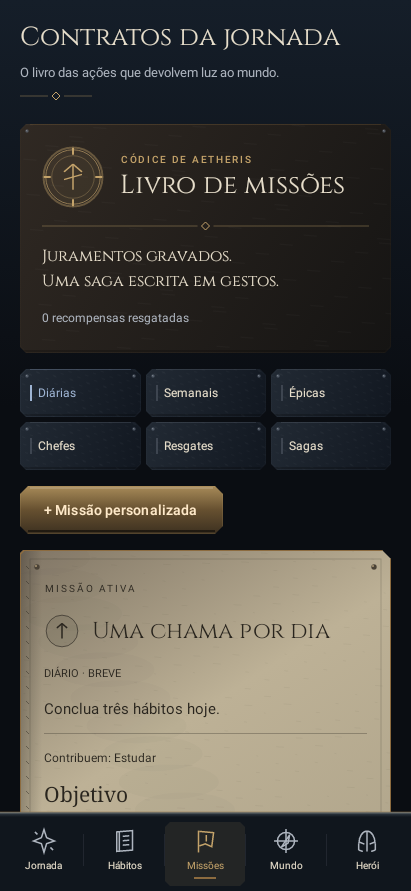 Contratos da jornada
O livro das ações que devolvem luz ao mundo.
CÓDICE DE AETHERIS
Livro de missões
Juramentos gravados.
Uma saga escrita em gestos.
0 recompensas resgatadas
Diárias
Semanais
Épicas
Chefes
Resgates
Sagas
+ Missão personalizada
MISSÃO ATIVA
Uma chama por dia
DIÁRIO · BREVE
Conclua três hábitos hoje.
Contribuem: Estudar
Objetivo
Jornada
Hábitos
Missões
Mundo
Herói